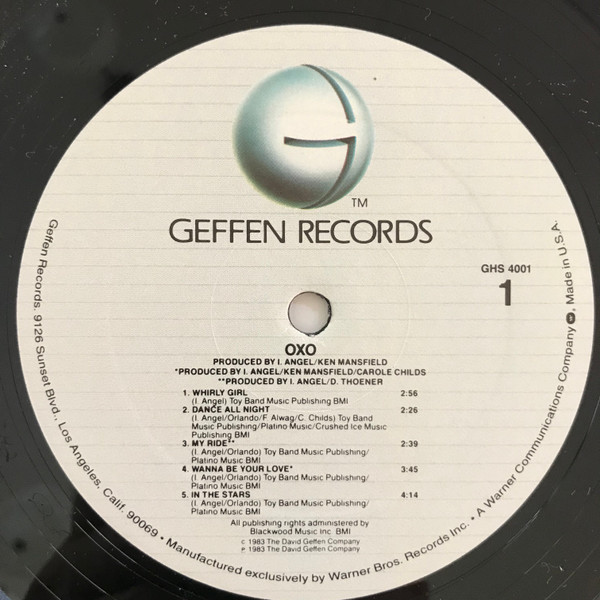 TM
GEFFEN RECORDS
GHS 4001
1
OXO
PRODUCED BY I. ANGEL/KEN MANSFIELD
*PRODUCED BY I. ANGEL/KEN MANSFIELD/CAROLE CHILDS
**PRODUCED BY I. ANGEL/D. THOENER
1. WHIRLY GIRL 2:56
(I. Angel) Toy Band Music Publishing BMI
2. DANCE ALL NIGHT 2:26
(I. Angel/Orlando/F. Alwag/C. Childs) Toy Band
Music Publishing/Platino Music/Crushed Ice Music
Publishing BMI
3. MY RIDE** 2:39
(I. Angel/Orlando) Toy Band Music Publishing/
Platino Music BMI
4. WANNA BE YOUR LOVE* 3:45
(I. Angel/Orlando) Toy Band Music Publishing/
Platino Music BMI
5. IN THE STARS 4:14
(I. Angel/Orlando) Toy Band Music Publishing/
Platino Music BMI
All publishing rights administered by
Blackwood Music Inc. BMI
© 1983 The David Geffen Company
℗ 1983 The David Geffen Company
Geffen Records, 9126 Sunset Blvd., Los Angeles, Calif. 90069 • Manufactured exclusively by Warner Bros. Records Inc. • A Warner Communications Company, Made in U.S.A.